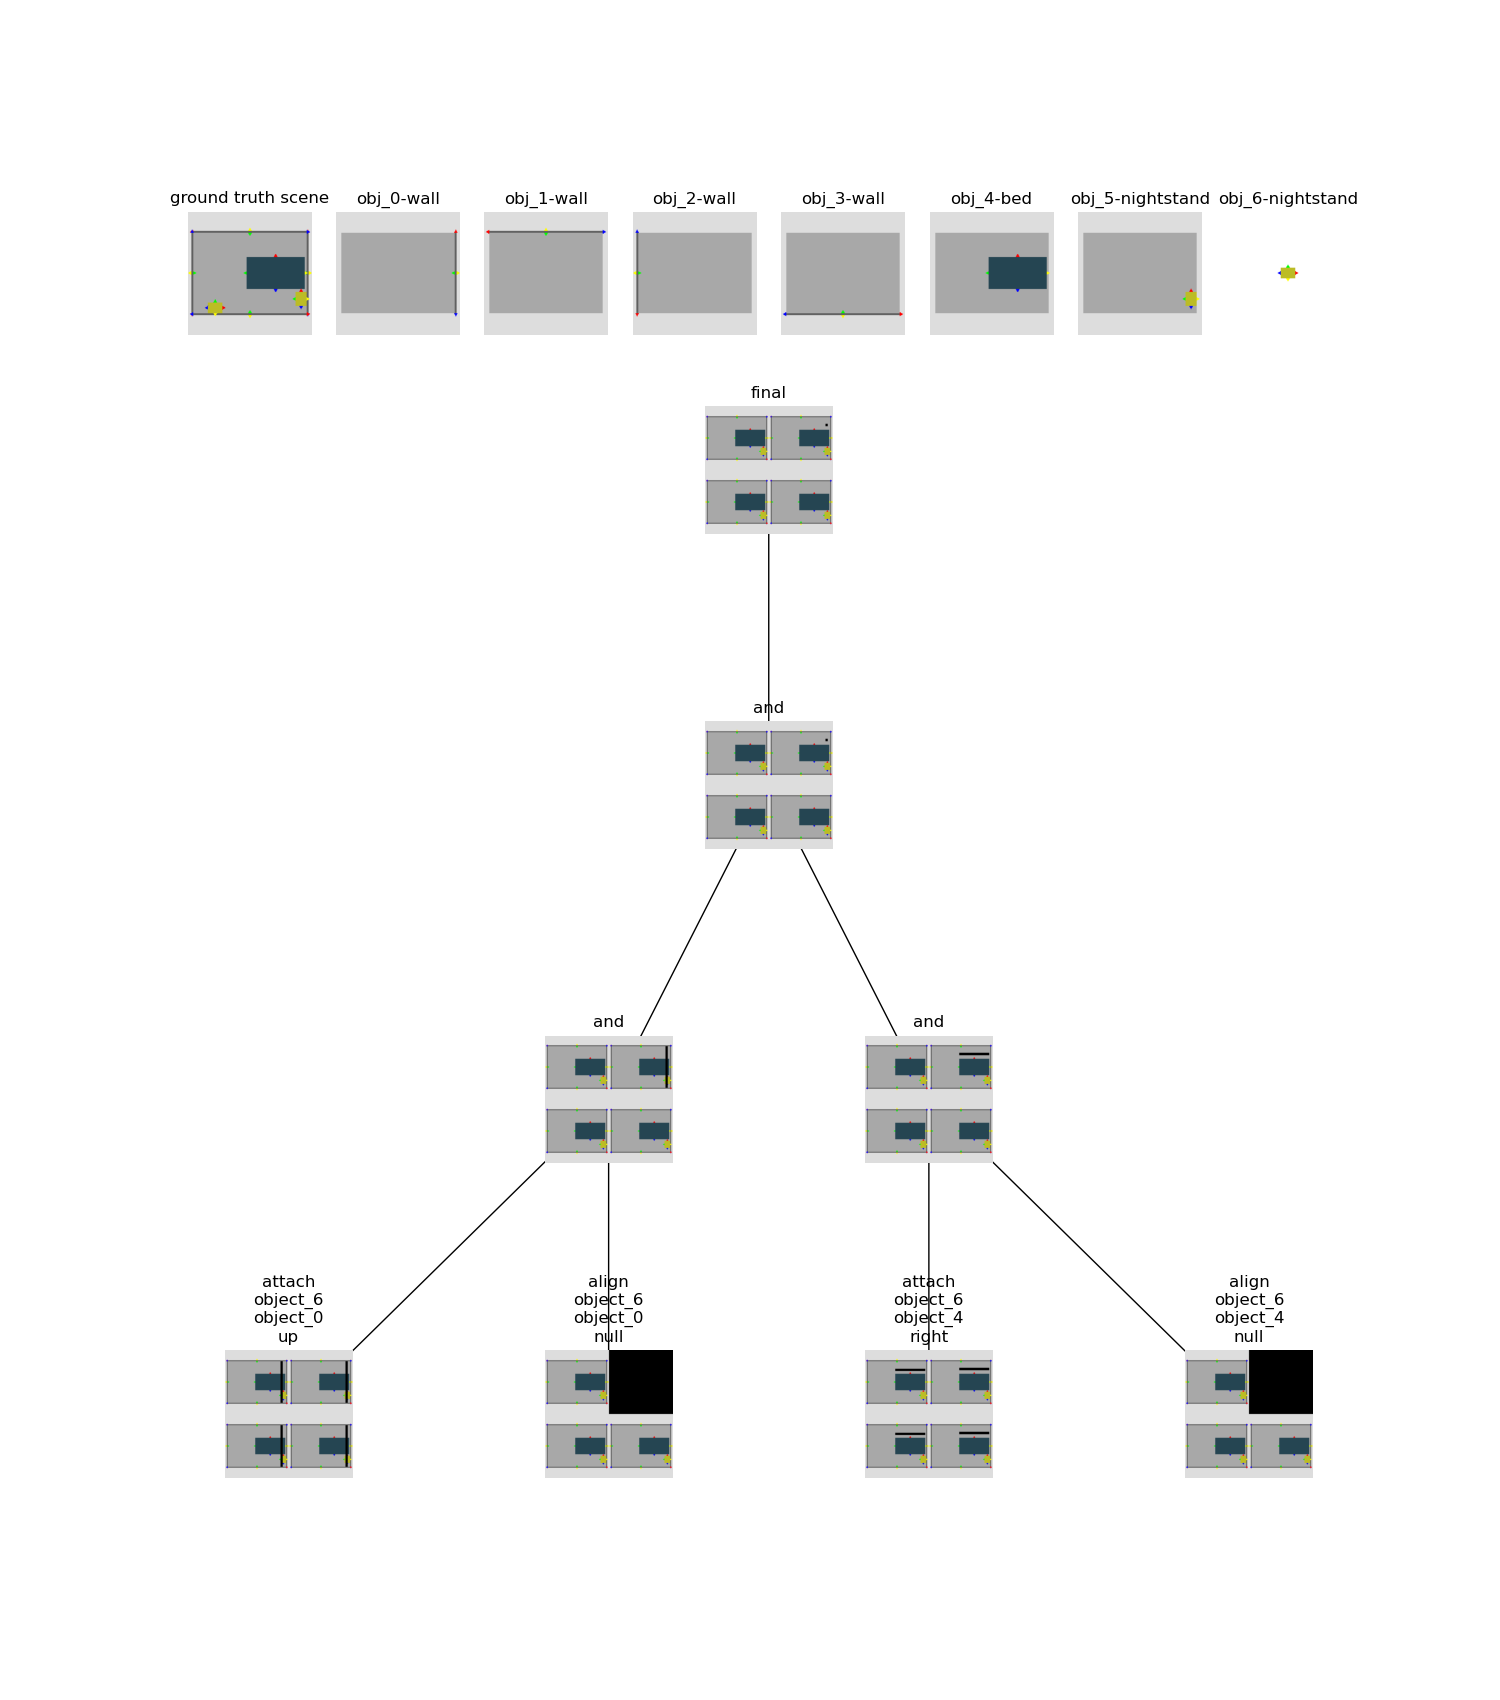 ground truth scene obj_0-wall obj_1-wall obj_2-wall obj_3-wall obj_4-bed obj_5-nightstand obj_6-nightstand
final
and
and and
attach
object_6
object_0
up
align
object_6
object_0
null
attach
object_6
object_4
right
align
object_6
object_4
null